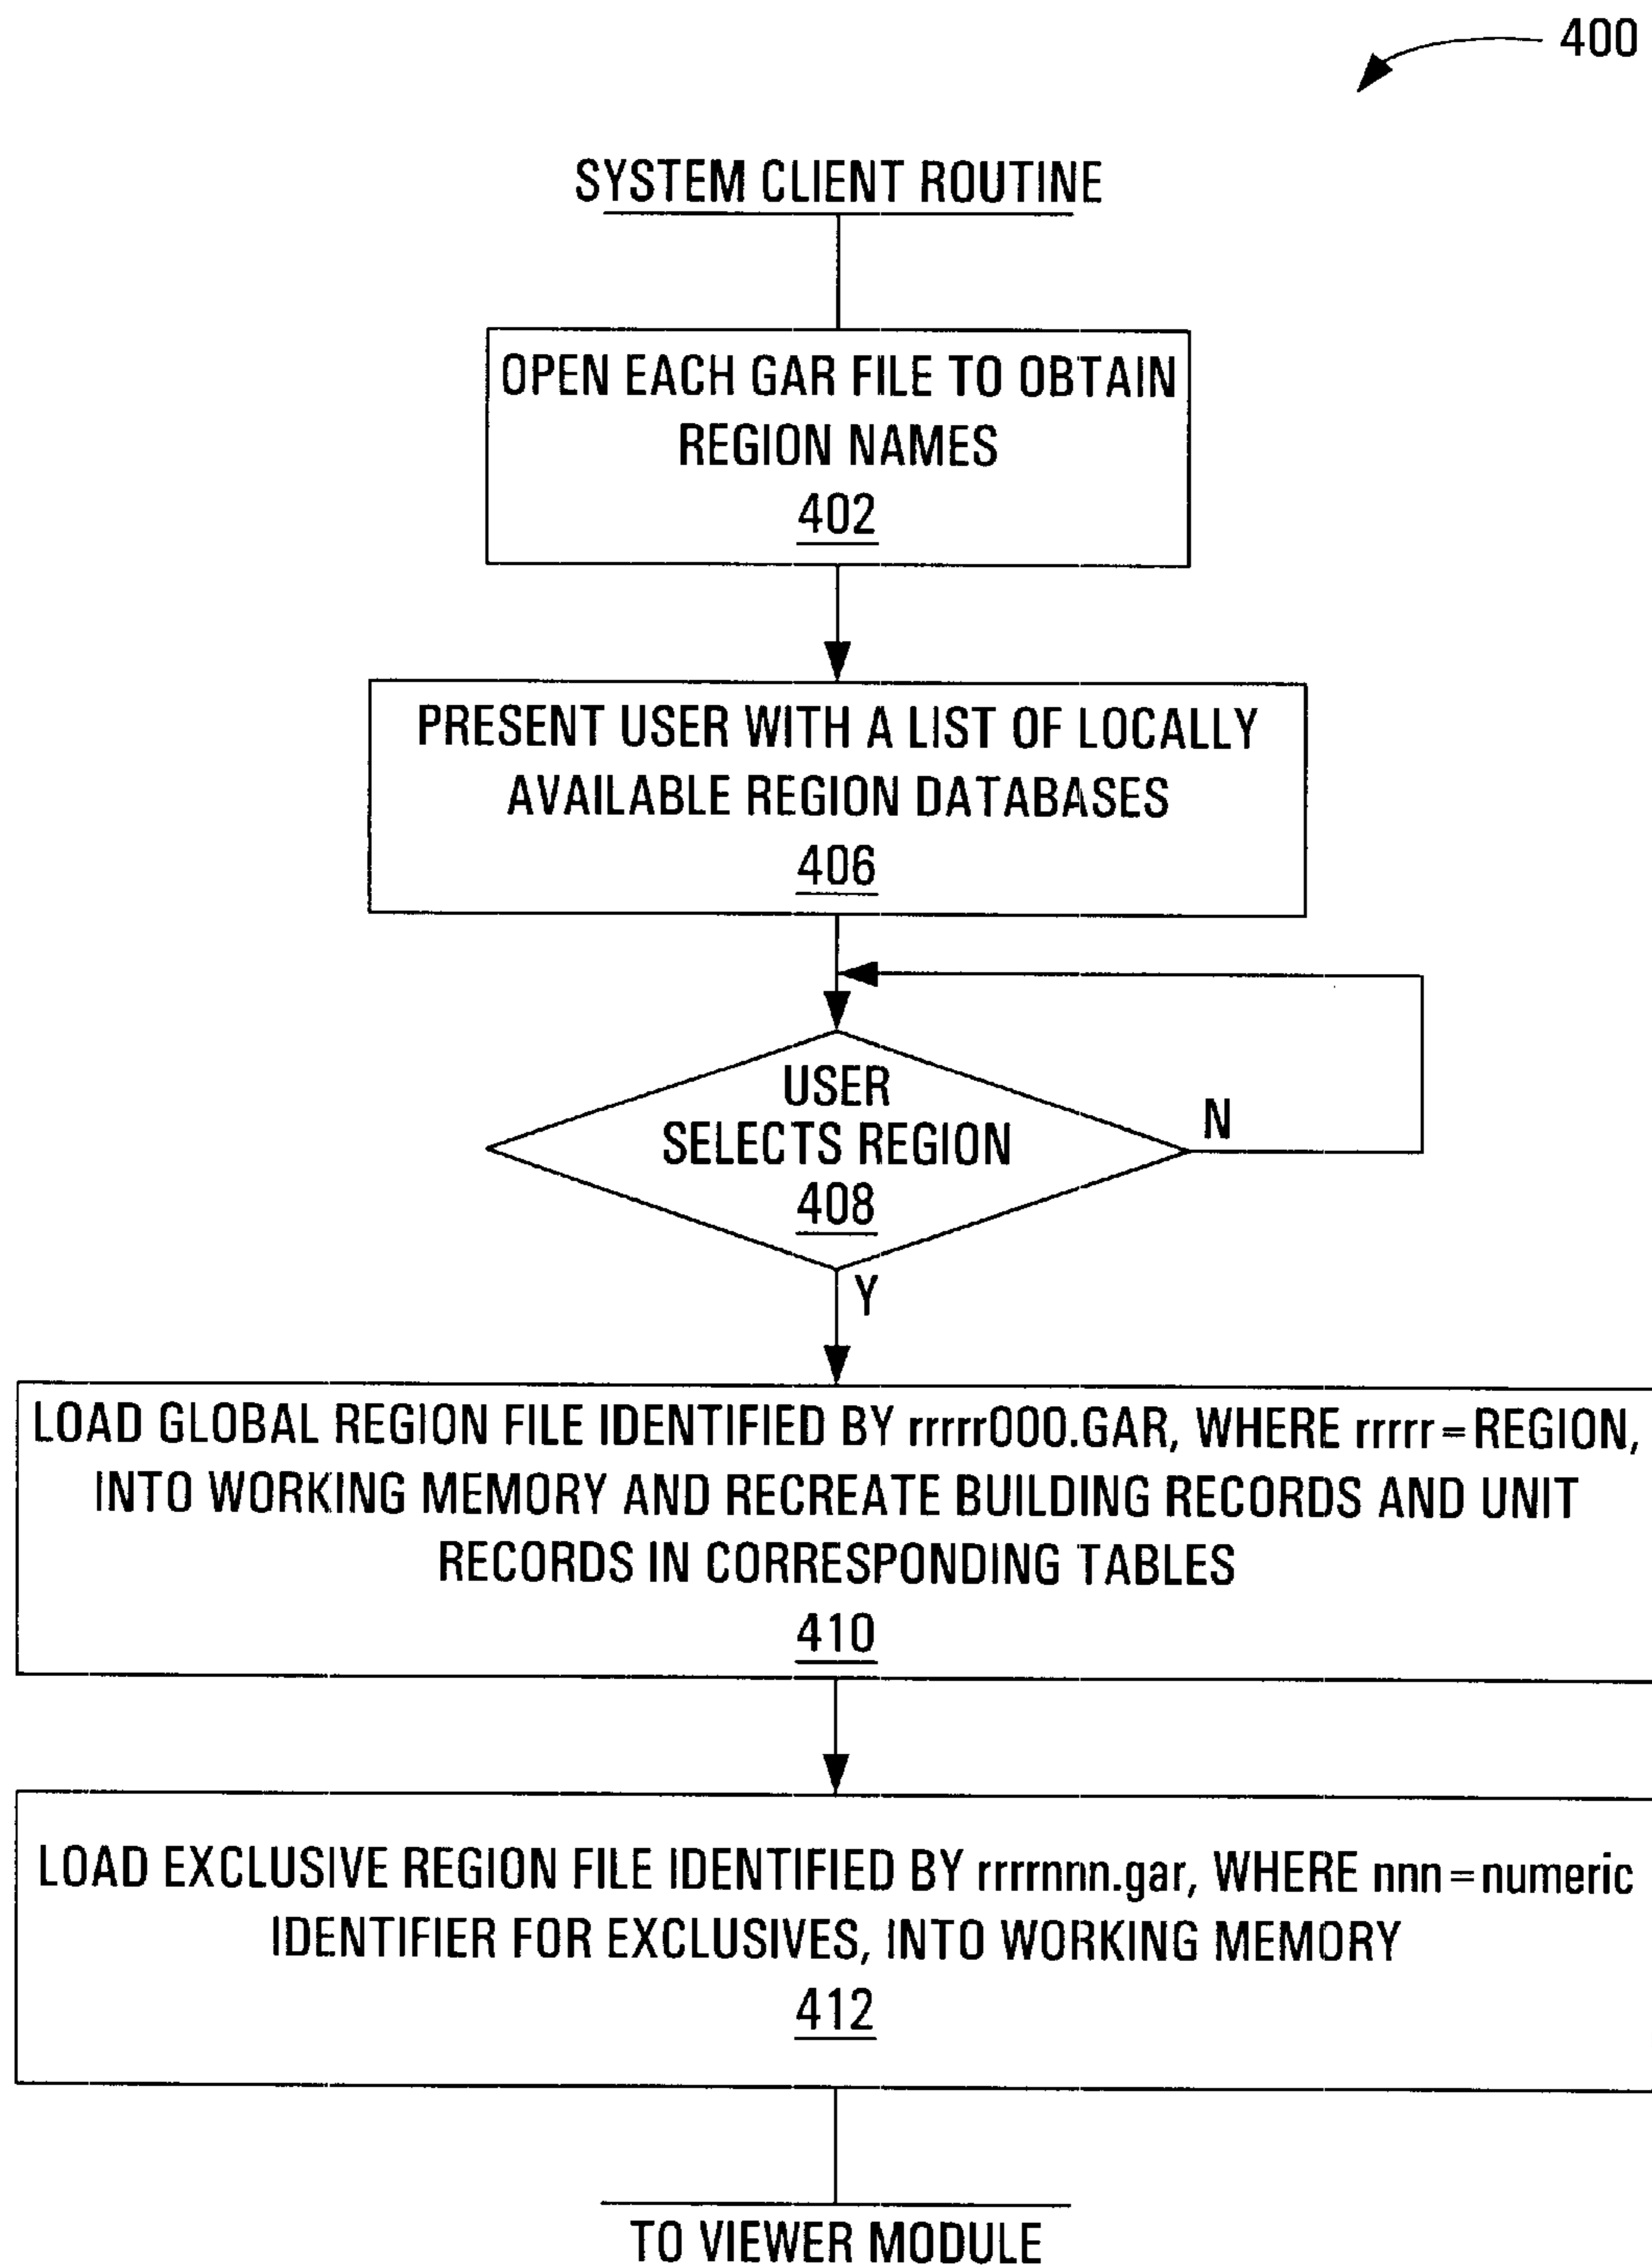 400
SYSTEM CLIENT ROUTINE
OPEN EACH GAR FILE TO OBTAIN
REGION NAMES
402
PRESENT USER WITH A LIST OF LOCALLY
AVAILABLE REGION DATABASES
406
USER
SELECTS REGION
408
N
Y
LOAD GLOBAL REGION FILE IDENTIFIED BY rrrrr000.GAR, WHERE rrrrr=REGION,
INTO WORKING MEMORY AND RECREATE BUILDING RECORDS AND UNIT
RECORDS IN CORRESPONDING TABLES
410
LOAD EXCLUSIVE REGION FILE IDENTIFIED BY rrrrnnn.gar, WHERE nnn=numeric
IDENTIFIER FOR EXCLUSIVES, INTO WORKING MEMORY
412
TO VIEWER MODULE